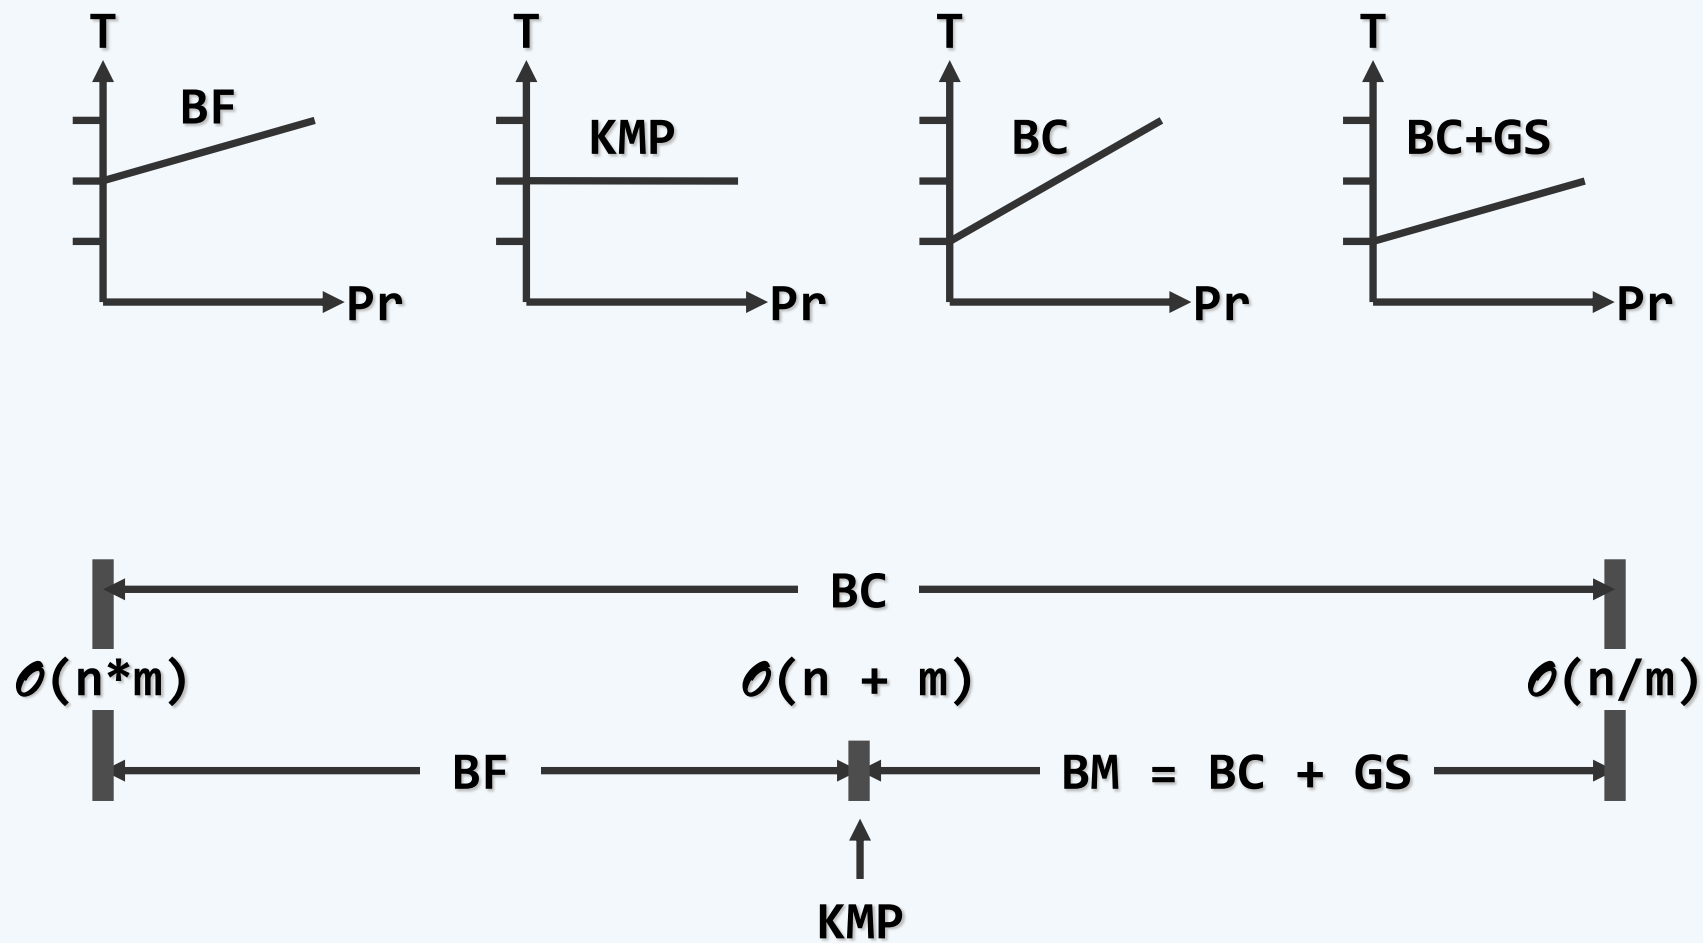 T T T T
BF KMP BC BC+GS
Pr Pr Pr Pr
BC
𝒪(n*m) 𝒪(n + m) 𝒪(n/m)
BF BM = BC + GS
KMP